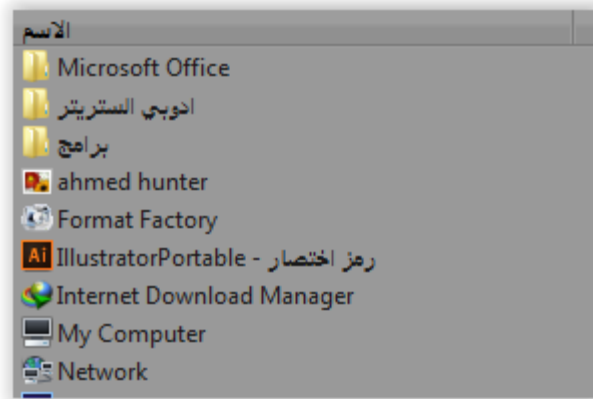 الاسم
Microsoft Office
ادوبي الستريتر
برامج
ahmed hunter
Format Factory
IllustratorPortable - رمز اختصار
Internet Download Manager
My Computer
Network